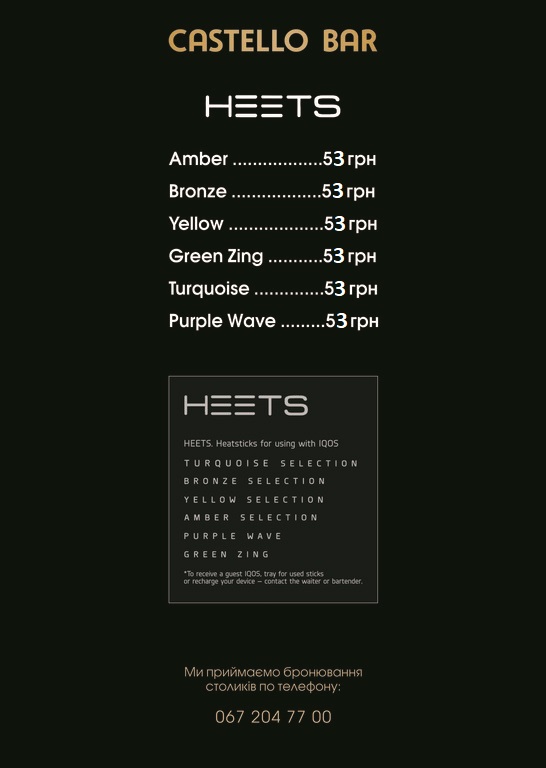 CASTELLO BAR
HEETS
Amber ..................53 грн
Bronze ..................53 грн
Yellow ...................53 грн
Green Zing ...........53 грн
Turquoise ..............53 грн
Purple Wave .........53 грн
HEETS
HEETS. Heatsticks for using with IQOS
TURQUOISE SELECTION
BRONZE SELECTION
YELLOW SELECTION
AMBER SELECTION
PURPLE WAVE
GREEN ZING
*To receive a guest IQOS, tray for used sticks
or recharge your device – contact the waiter or bartender.
Ми приймаємо бронювання
столиків по телефону:
067 204 77 00